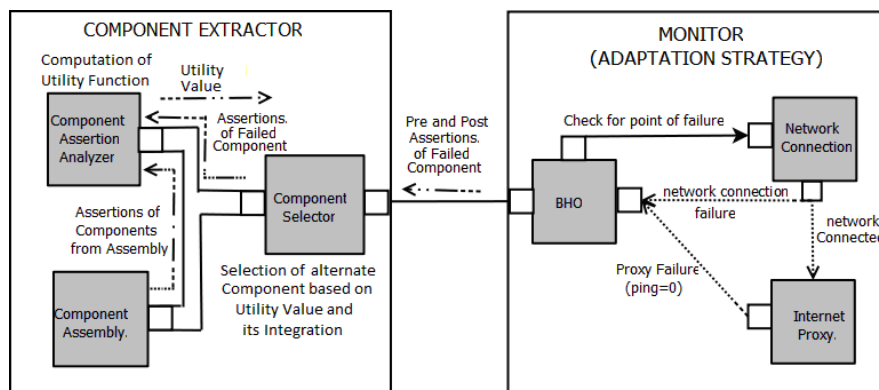 COMPONENT EXTRACTOR
Computation of
Utility Function
Utility
Value
Component
Assertion
Analyzer
Assertions.
of Failed
Component
Assertions of
Components
from Assembly
Component
Selector
Component
Assembly.
Selection of alternate
Component based on
Utility Value and
its Integration
Pre and Post
Assertions.
of Failed
Component
MONITOR
(ADAPTATION STRATEGY)
Check for point of failure
Network
Connection
BHO
network connection
failure
network
Connected
Proxy Failure
(ping=0)
Internet
Proxy.